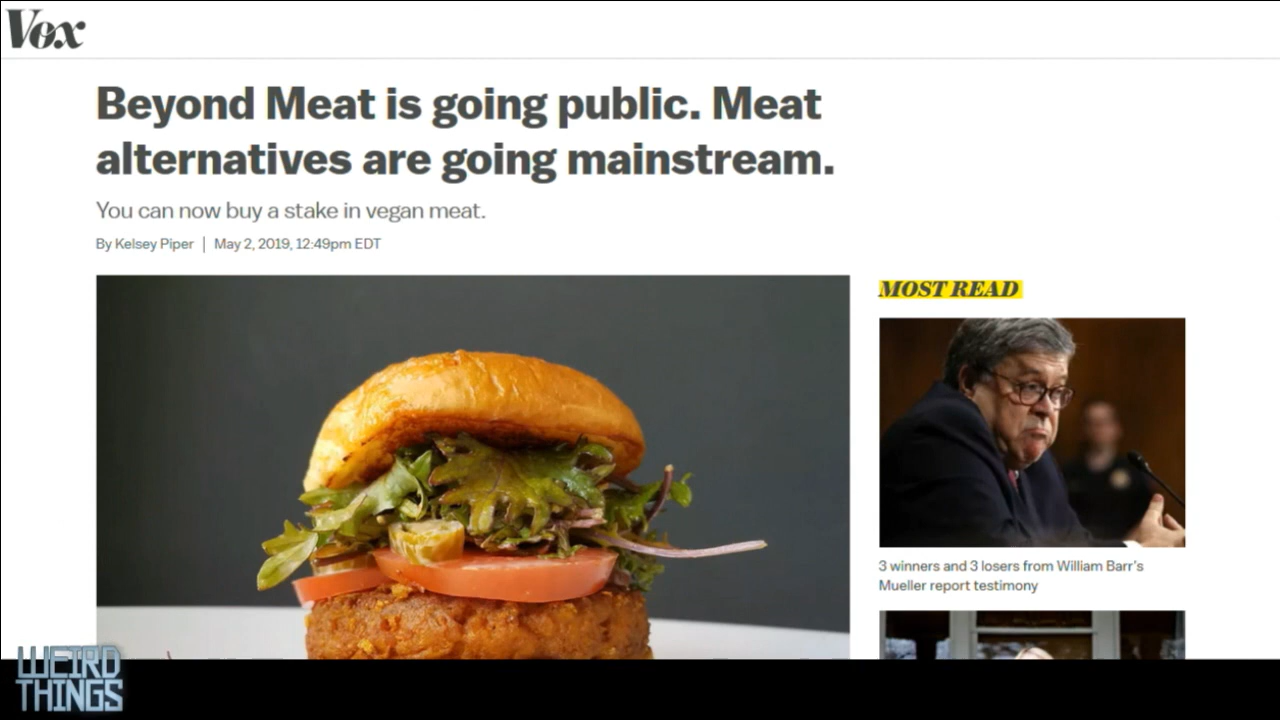 Vox
Beyond Meat is going public. Meat
alternatives are going mainstream.
You can now buy a stake in vegan meat.
By Kelsey Piper | May 2, 2019, 12:49pm EDT
MOST READ
3 winners and 3 losers from William Barr's
Mueller report testimony
WEIRD
THINGS